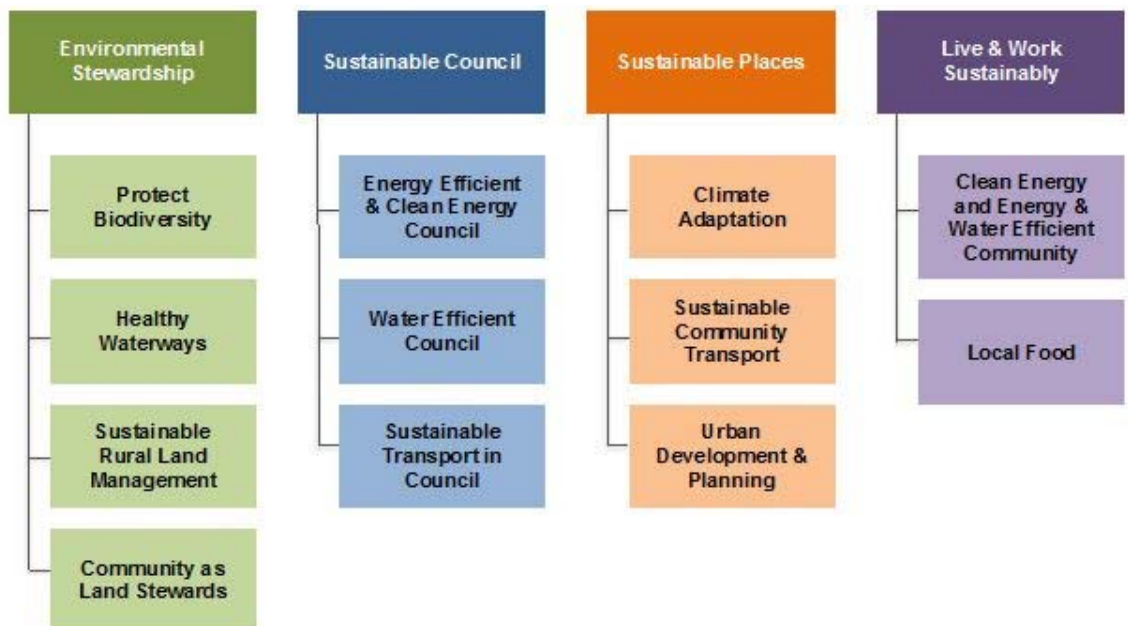 Environmental
Stewardship
Protect
Biodiversity
Healthy
Waterways
Sustainable
Rural Land
Management
Community as
Land Stewards
Sustainable Council
Energy Efficient
& Clean Energy
Council
Water Efficient
Council
Sustainable
Transport in
Council
Sustainable Places
Climate
Adaptation
Sustainable
Community
Transport
Urban
Development &
Planning
Live & Work
Sustainably
Clean Energy
and Energy &
Water Efficient
Community
Local Food